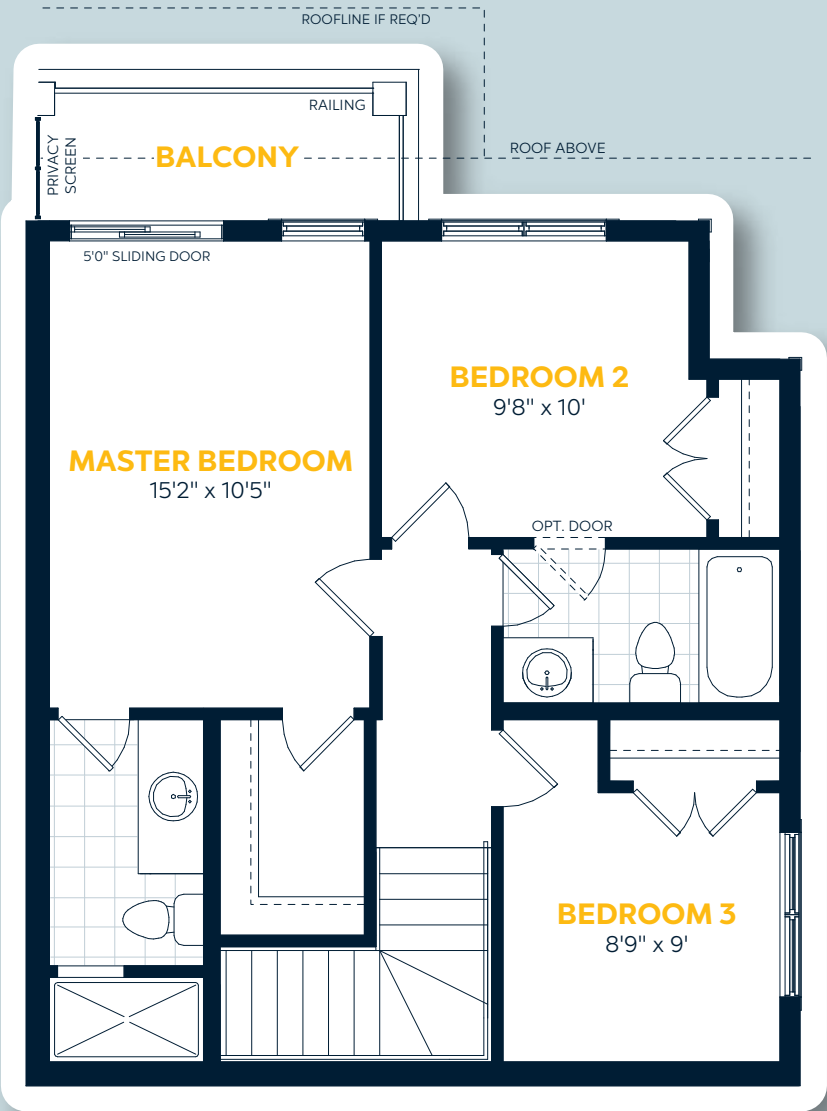 ROOFLINE IF REQ'D
RAILING
PRIVACY
SCREEN
BALCONY
ROOF ABOVE
5'0" SLIDING DOOR
BEDROOM 2
9'8" x 10'
MASTER BEDROOM
15'2" x 10'5"
OPT. DOOR
BEDROOM 3
8'9" x 9'